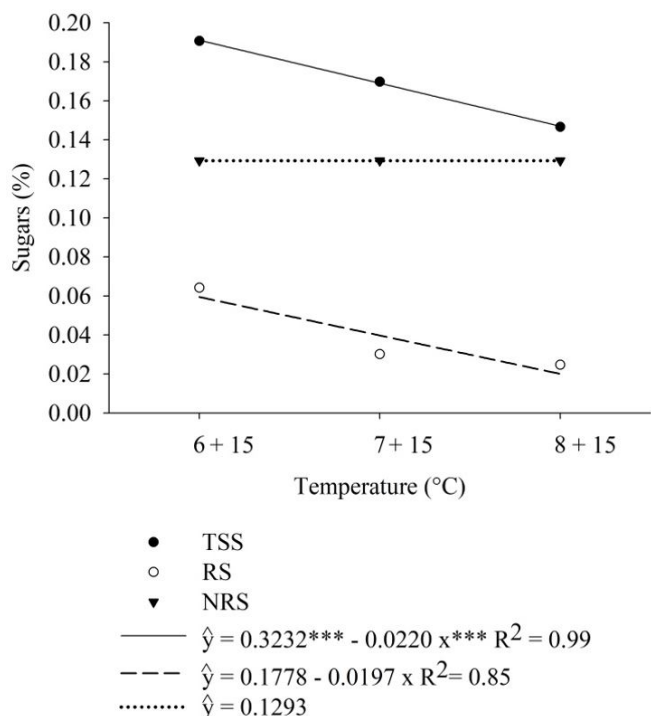 0.20
0.18
0.16
0.14
0.12
0.10
0.08
0.06
0.04
0.02
0.00
Sugars (%)
6 + 15 7 + 15 8 + 15
Temperature (°C)
TSS
RS
NRS
ŷ = 0.3232*** - 0.0220 x*** R² = 0.99
ŷ = 0.1778 - 0.0197 x R²= 0.85
ŷ = 0.1293